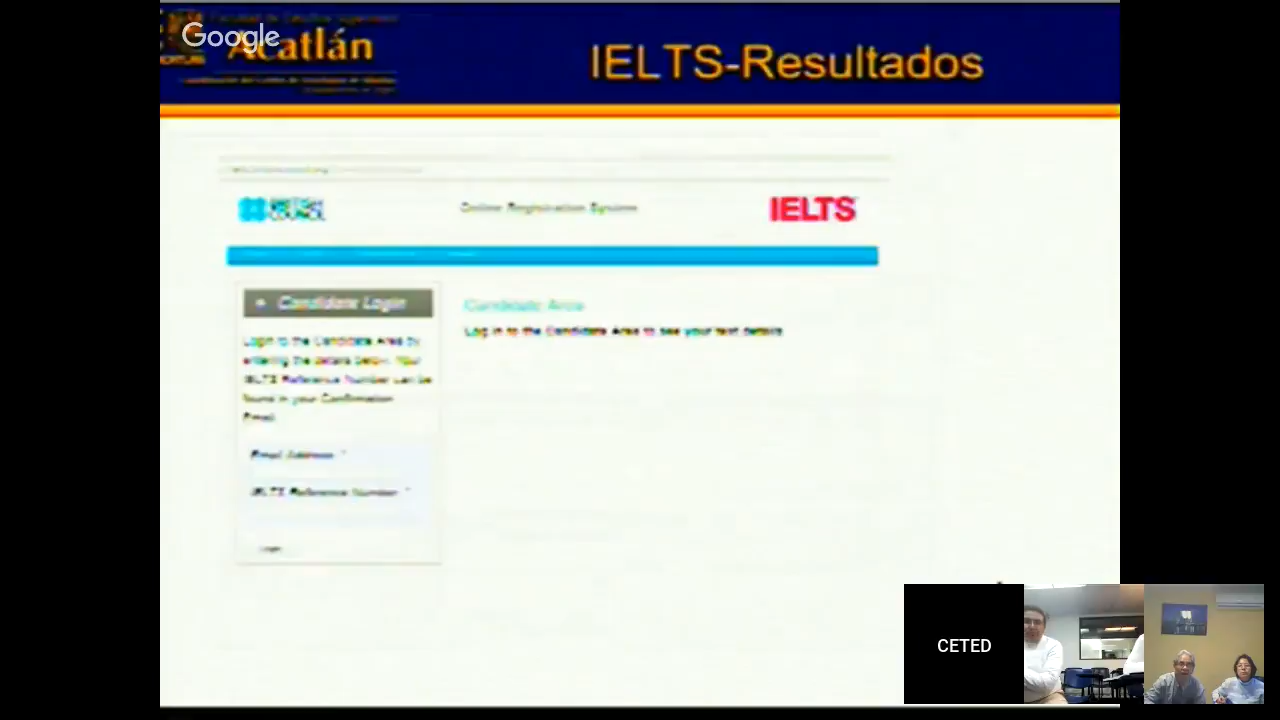 Google
Acatlán
IELTS-Resultados
BRITISH COUNCIL
Online Registration System
IELTS
Candidate Login
Candidate Area
Log in to the Candidate Area to see your test details
Login to the Candidate Area by
entering the details below. Your
IELTS Reference Number can be
found in your Confirmation
Email.
Email Address *
IELTS Reference Number *
Login
CETED